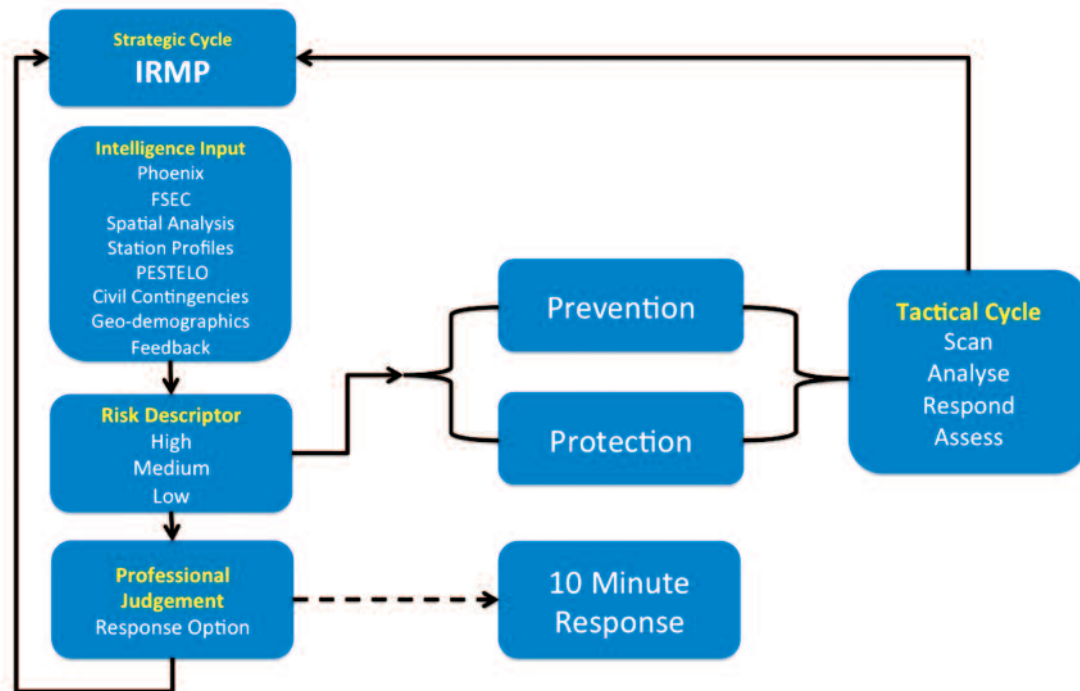 Strategic Cycle
IRMP
Intelligence Input
Phoenix
FSEC
Spatial Analysis
Station Profiles
PESTELO
Civil Contingencies
Geo-demographics
Feedback
Risk Descriptor
High
Medium
Low
Professional
Judgement
Response Option
Prevention
Protection
10 Minute
Response
Tactical Cycle
Scan
Analyse
Respond
Assess